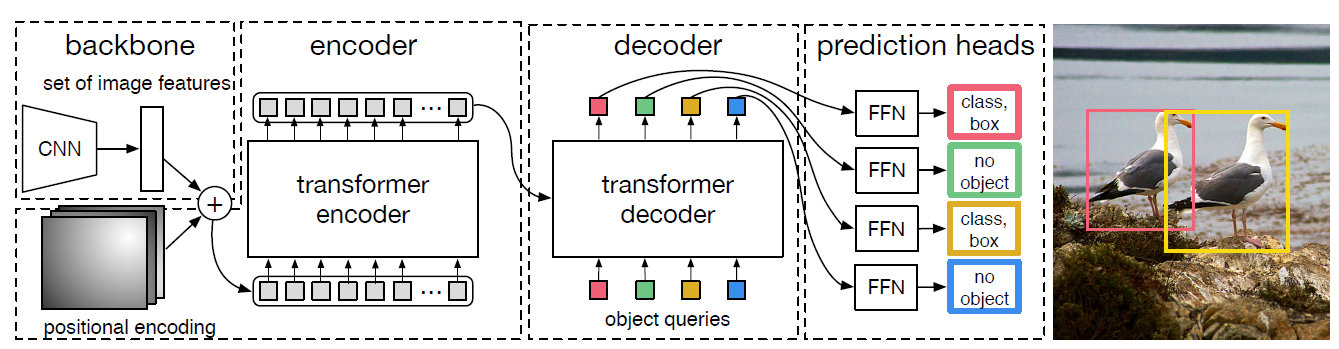 backbone
set of image features
CNN
+
positional encoding
encoder
...
transformer
encoder
...
decoder
transformer
decoder
object queries
prediction heads
FFN
class,
box
FFN
no
object
FFN
class,
box
FFN
no
object